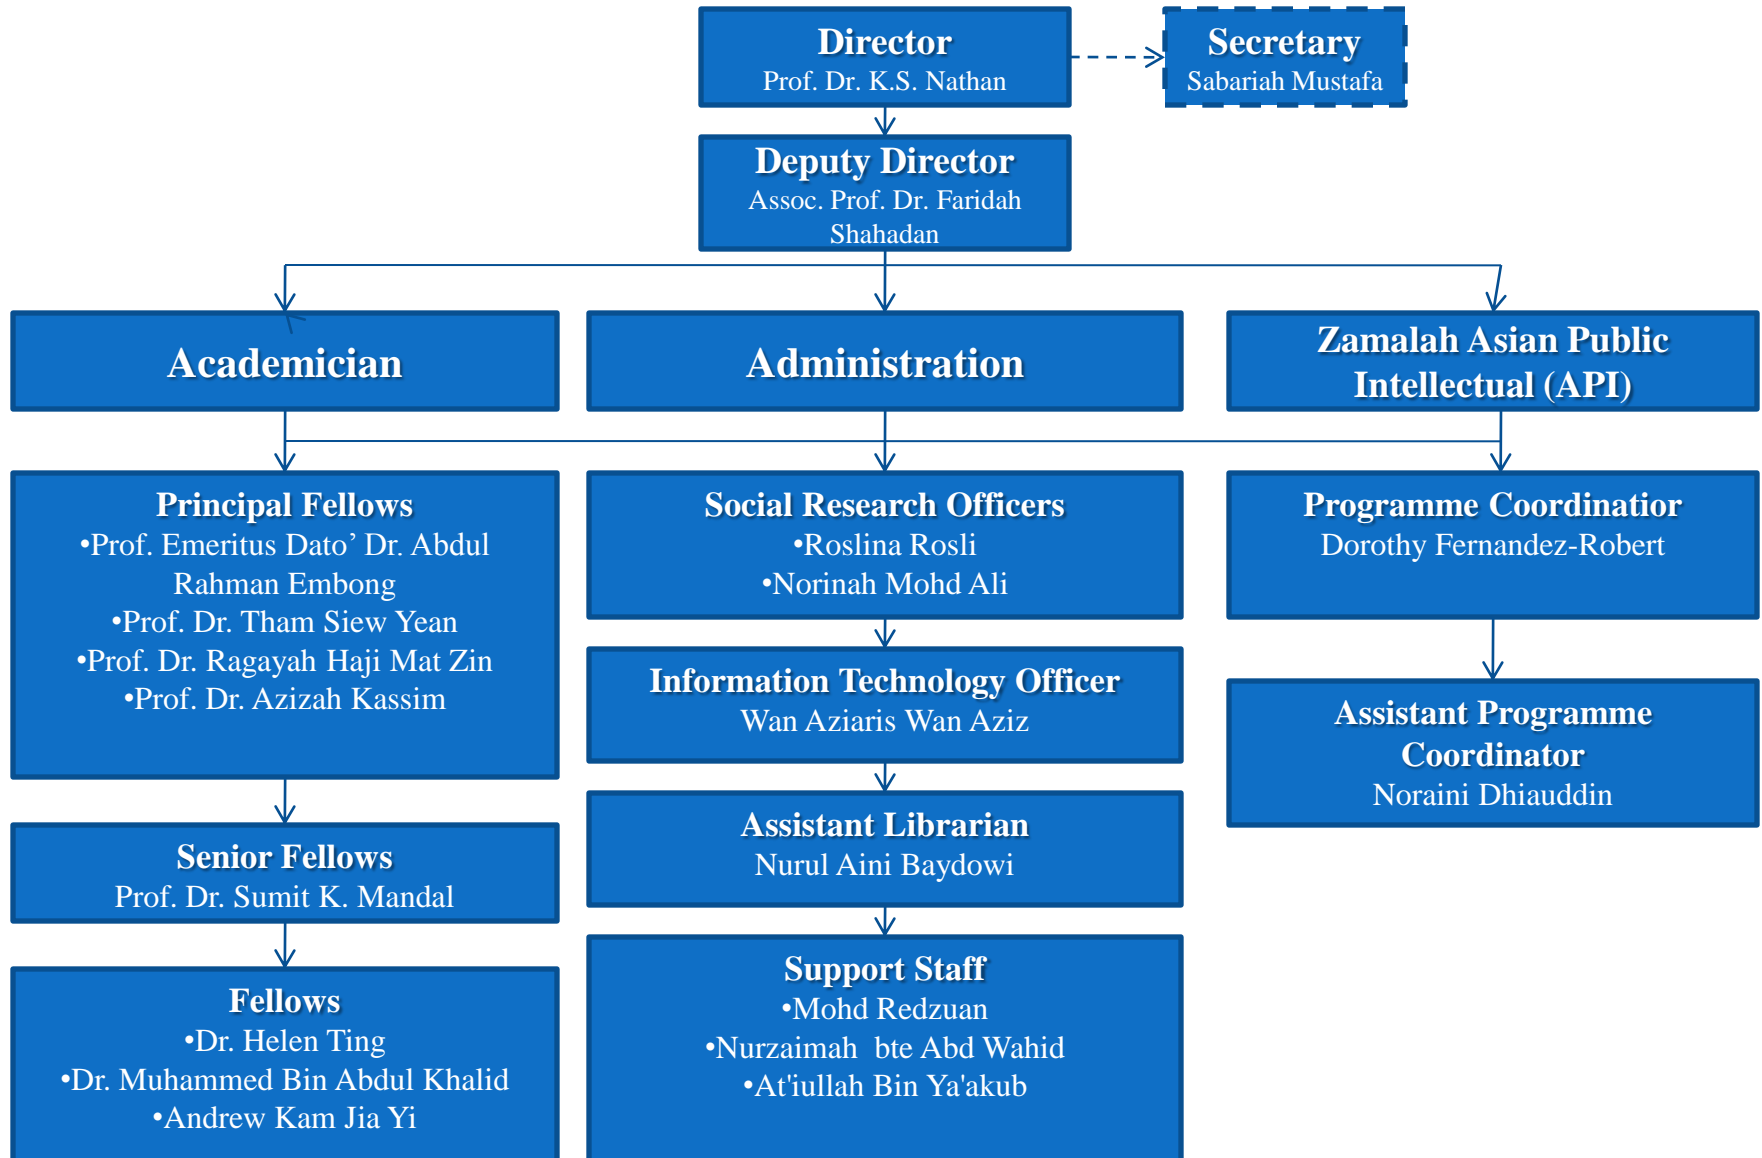 Director
Prof. Dr. K.S. Nathan
Secretary
Sabariah Mustafa
Deputy Director
Assoc. Prof. Dr. Faridah
Shahadan
Academician
Administration
Zamalah Asian Public
Intellectual (API)
Principal Fellows
•Prof. Emeritus Dato’ Dr. Abdul
Rahman Embong
•Prof. Dr. Tham Siew Yean
•Prof. Dr. Ragayah Haji Mat Zin
•Prof. Dr. Azizah Kassim
Senior Fellows
Prof. Dr. Sumit K. Mandal
Fellows
•Dr. Helen Ting
•Dr. Muhammed Bin Abdul Khalid
•Andrew Kam Jia Yi
Social Research Officers
•Roslina Rosli
•Norinah Mohd Ali
Information Technology Officer
Wan Aziaris Wan Aziz
Assistant Librarian
Nurul Aini Baydowi
Support Staff
•Mohd Redzuan
•Nurzaimah  bte Abd Wahid
•At'iullah Bin Ya'akub
Programme Coordinatior
Dorothy Fernandez-Robert
Assistant Programme
Coordinator
Noraini Dhiauddin